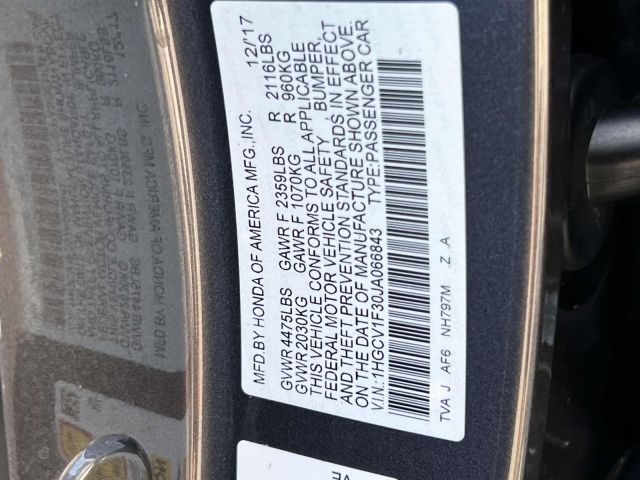 MFD.BY HONDA OF AMERICA MFG.,INC. 12/'17
GVWR 4475LBS GAWR F 2359LBS R 2116LBS
GVWR 2030KG GAWR F 1070KG R 960KG
THIS VEHICLE CONFORMS TO ALL APPLICABLE
FEDERAL MOTOR VEHICLE SAFETY, BUMPER,
AND THEFT PREVENTION STANDARDS IN EFFECT
ON THE DATE OF MANUFACTURE SHOWN ABOVE.
V.I.N.: 1HGCV1F30JA066843 TYPE:PASSENGER CAR
TVA J AF6 NH797M .Z .A